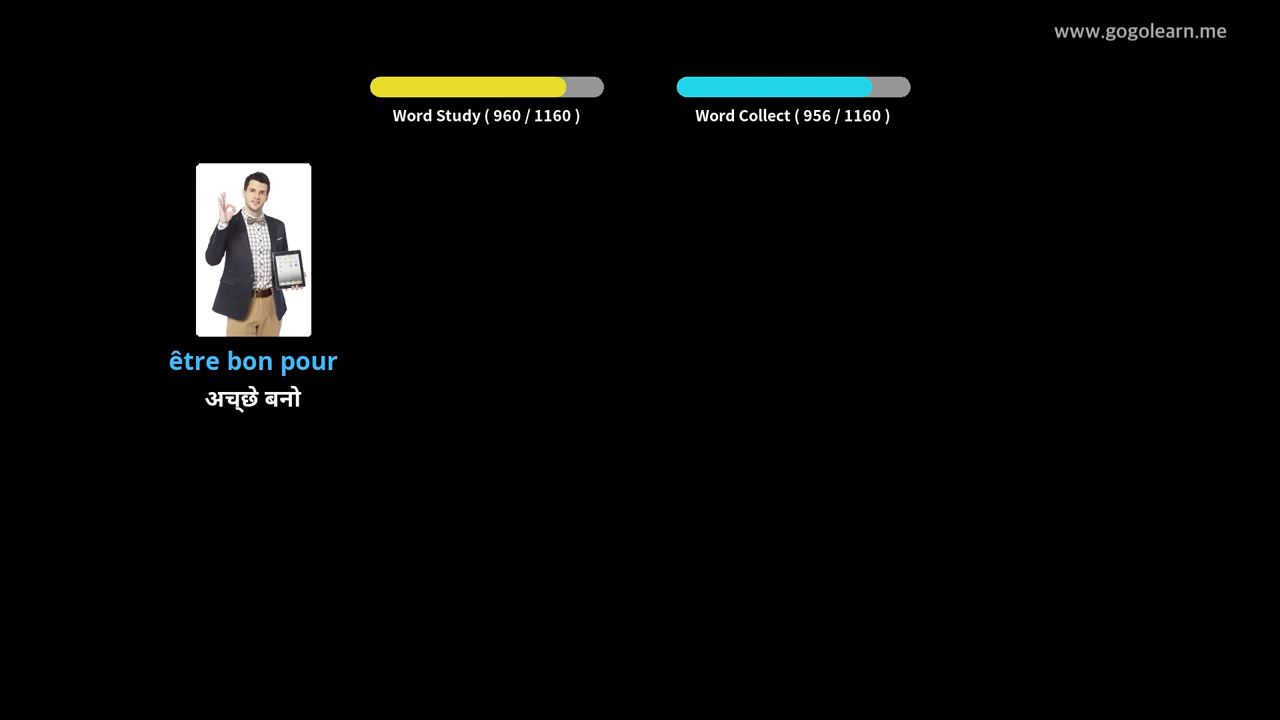 www.gogolearn.me
Word Study ( 960 / 1160 )
Word Collect ( 956 / 1160 )
être bon pour
अच्छे बनो